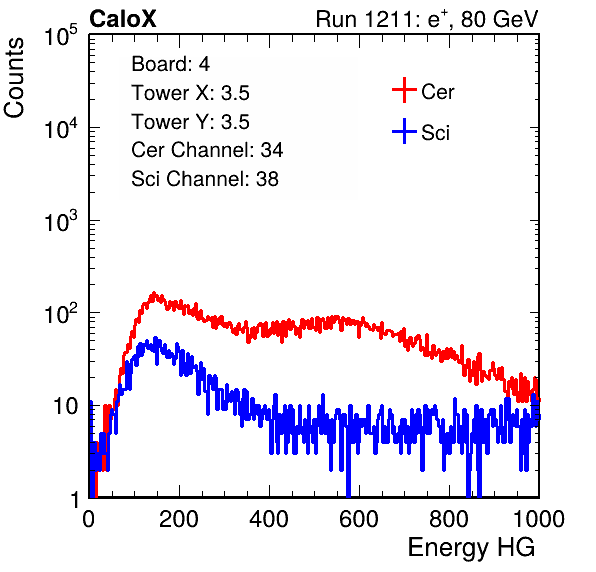 CaloX Run 1211: e⁺, 80 GeV
Board: 4
Tower X: 3.5
Tower Y: 3.5
Cer Channel: 34
Sci Channel: 38
Cer
Sci
Counts
10⁵
10⁴
10³
10²
10
1
0 200 400 600 800 1000
Energy HG